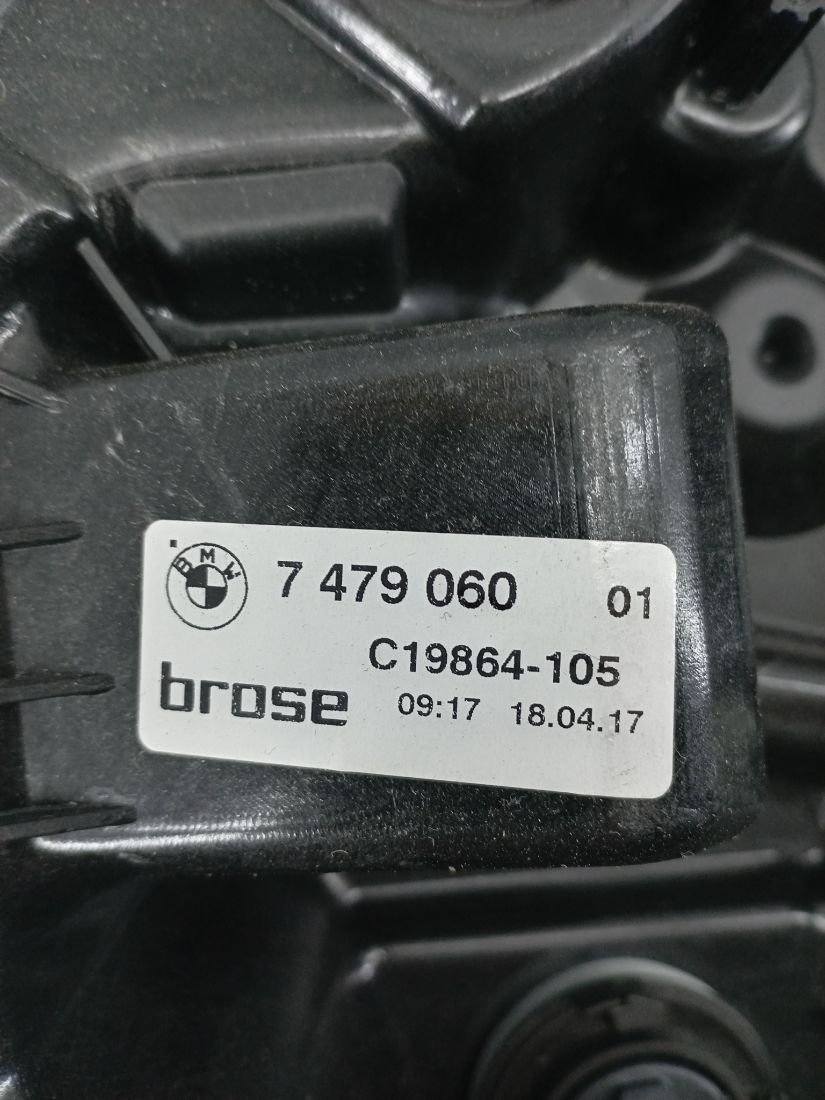 BMW
7 479 060 01
C19864-105
brose
09:17 18.04.17